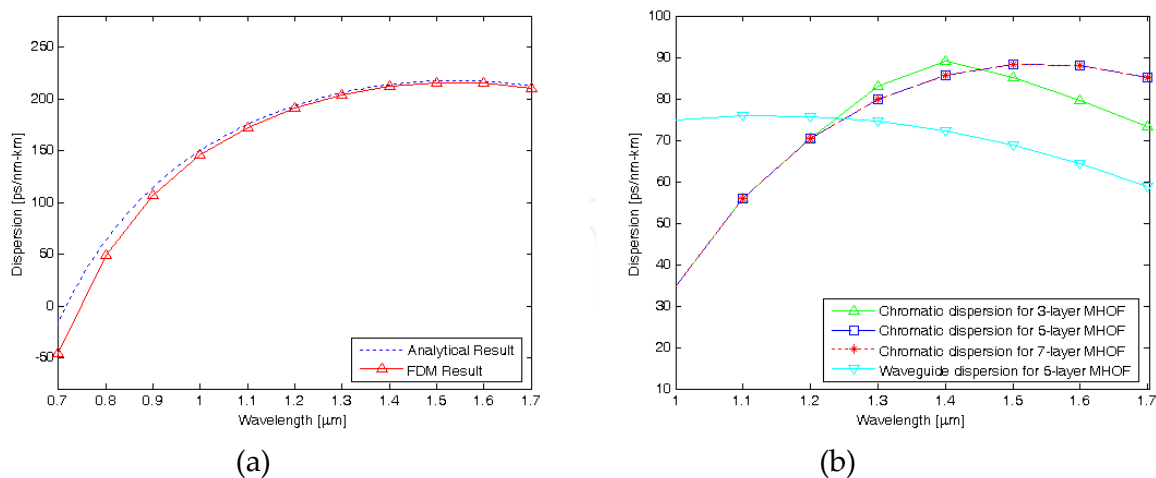 250
200
150
100
50
0
-50
Dispersion [ps/nm-km]
Analytical Result
FDM Result
0.7 0.8 0.9 1 1.1 1.2 1.3 1.4 1.5 1.6 1.7
Wavelength [μm]
(a)
100
90
80
70
60
50
40
30
20
10
Dispersion [ps/nm-km]
Chromatic dispersion for 3-layer MHOF
Chromatic dispersion for 5-layer MHOF
Chromatic dispersion for 7-layer MHOF
Waveguide dispersion for 5-layer MHOF
1 1.1 1.2 1.3 1.4 1.5 1.6 1.7
Wavelength [μm]
(b)